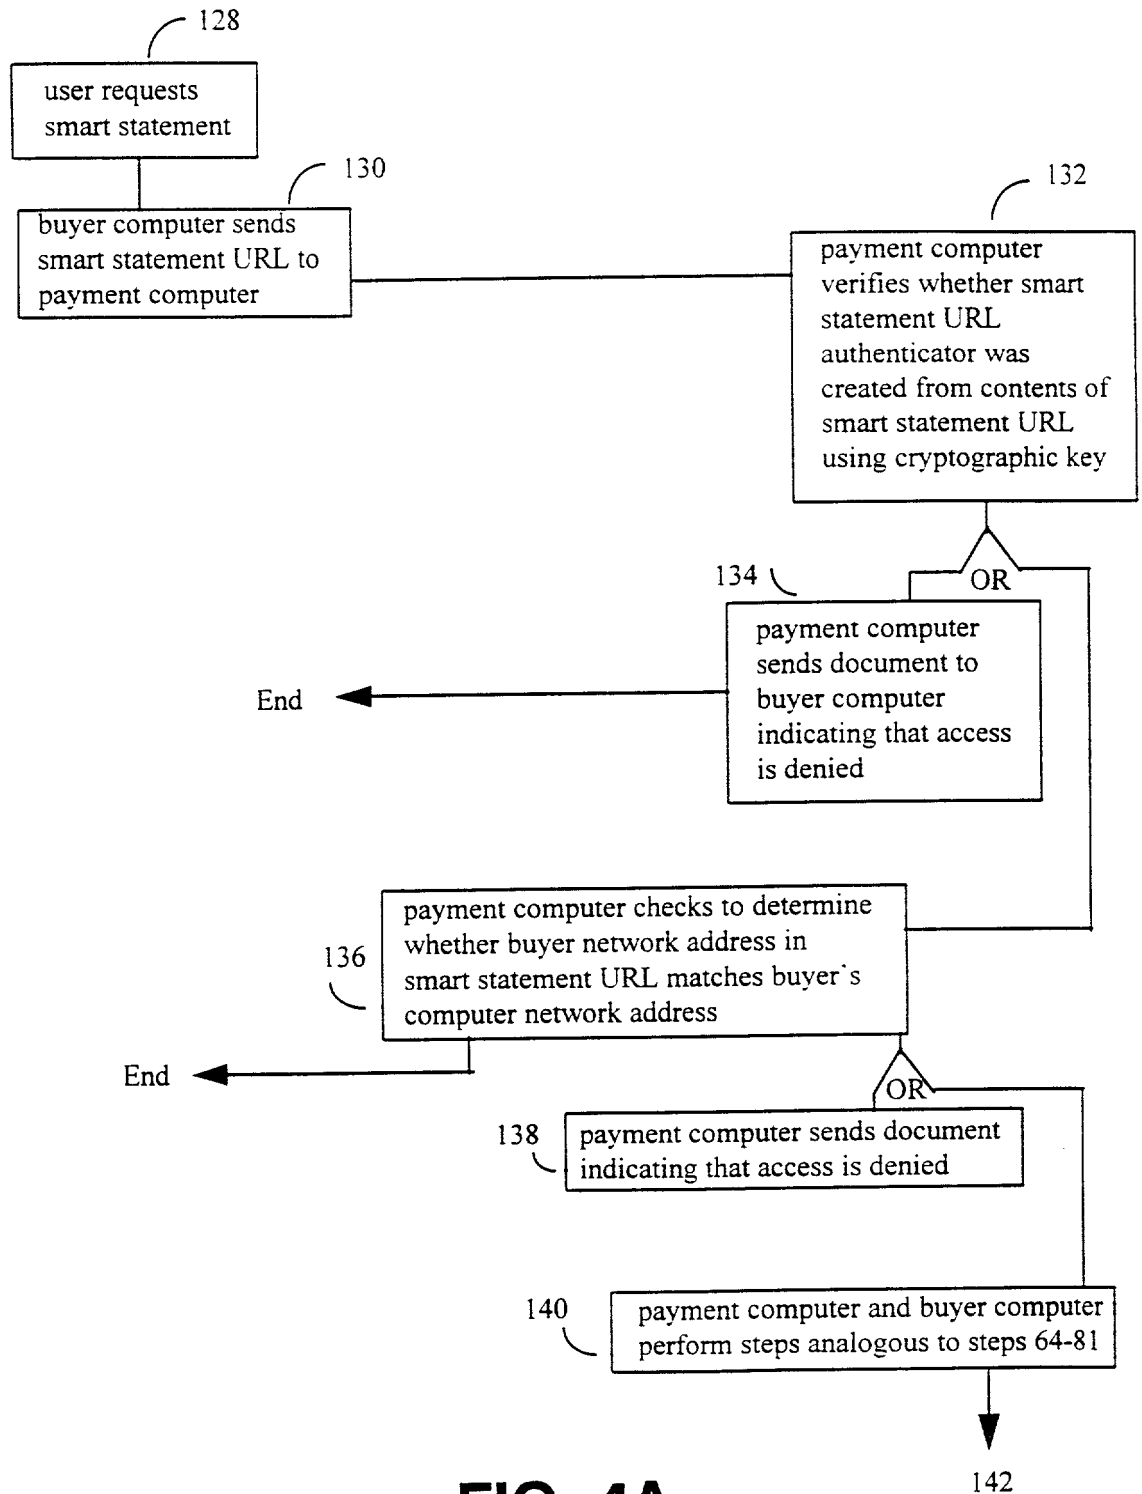 128
user requests
smart statement
130
buyer computer sends
smart statement URL to
payment computer
132
payment computer
verifies whether smart
statement URL
authenticator was
created from contents of
smart statement URL
using cryptographic key
OR
134
payment computer
sends document to
buyer computer
indicating that access
is denied
End
136
payment computer checks to determine
whether buyer network address in
smart statement URL matches buyer`s
computer network address
End
OR
138
payment computer sends document
indicating that access is denied
140
payment computer and buyer computer
perform steps analogous to steps 64-81
142
FIG. 4A